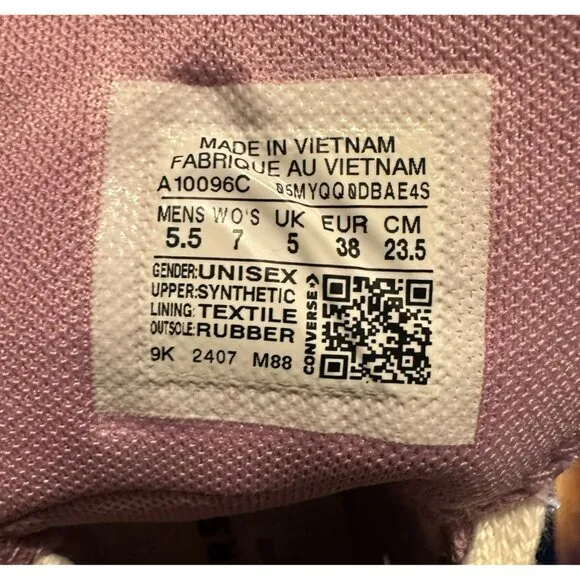 MADE IN VIETNAM
FABRIQUE AU VIETNAM
A10096C 05MYQQ0DBAE4S
MENS WO'S UK EUR CM
5.5 7 5 38 23.5
GENDER:UNISEX
UPPER:SYNTHETIC
LINING:TEXTILE
OUTSOLE:RUBBER
CONVERSE
9K 2407 M88